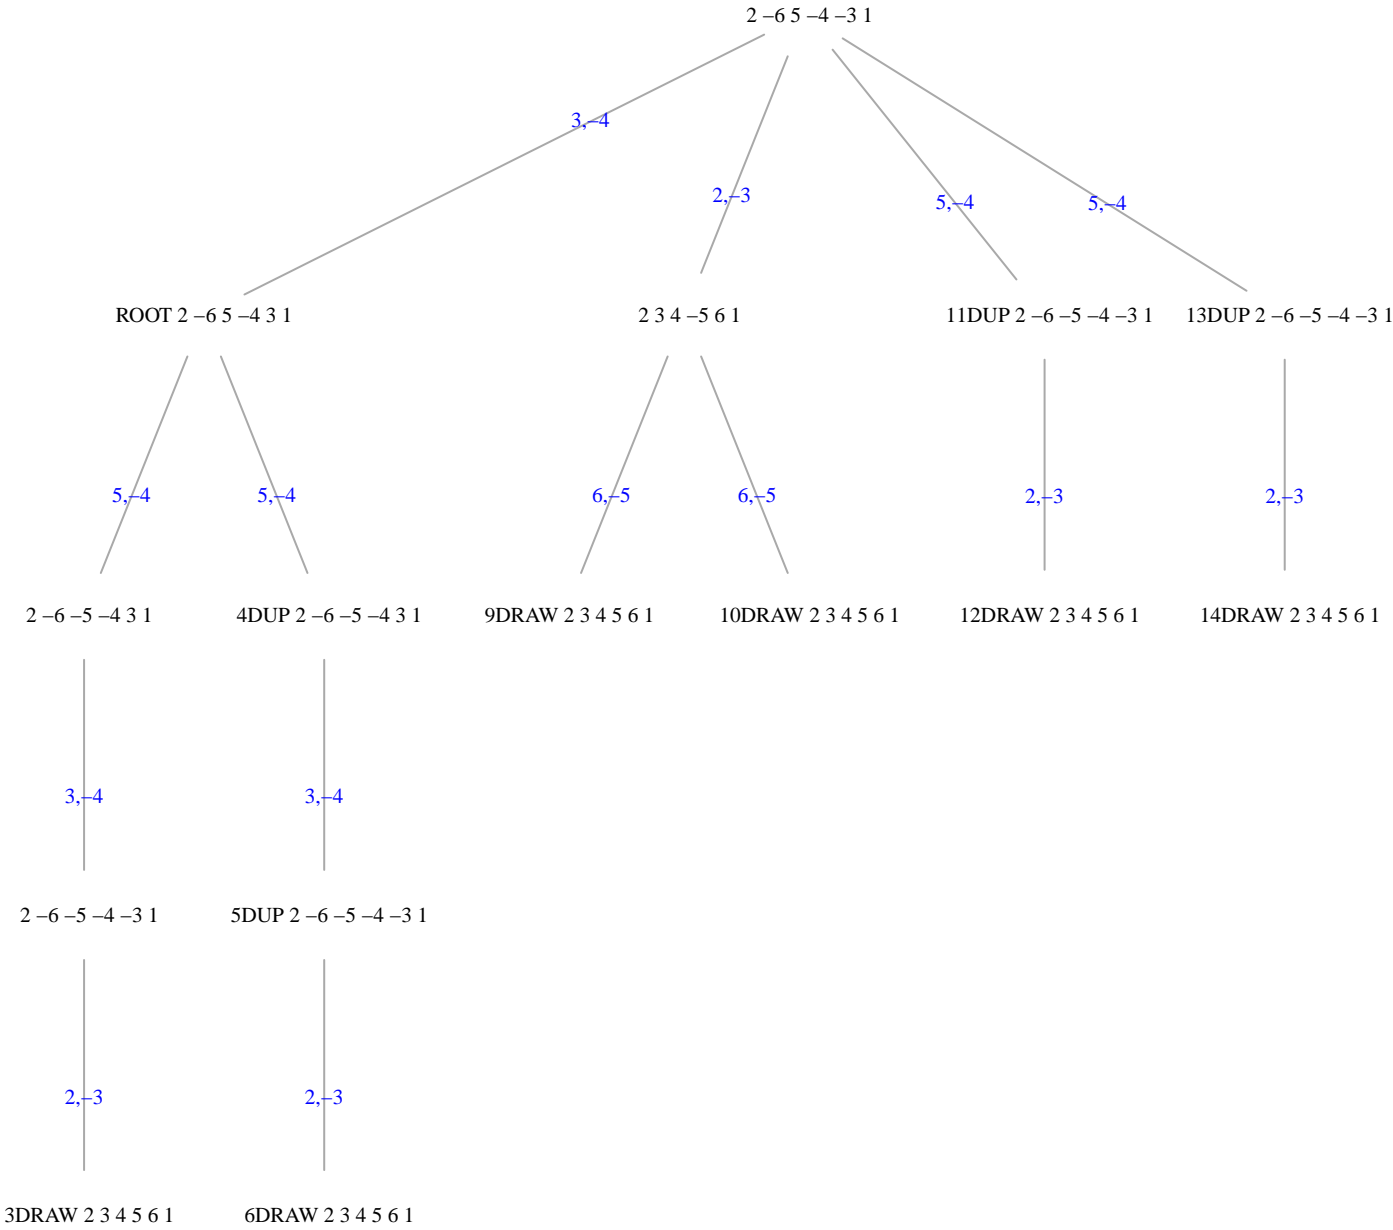 2 –6 5 –4 –3 1
3,–4
2,–3
5,–4
5,–4
ROOT 2 –6 5 –4 3 1
2 3 4 –5 6 1
11DUP 2 –6 –5 –4 –3 1
13DUP 2 –6 –5 –4 –3 1
5,–4
5,–4
6,–5
6,–5
2,–3
2,–3
2 –6 –5 –4 3 1
4DUP 2 –6 –5 –4 3 1
9DRAW 2 3 4 5 6 1
10DRAW 2 3 4 5 6 1
12DRAW 2 3 4 5 6 1
14DRAW 2 3 4 5 6 1
3,–4
3,–4
2 –6 –5 –4 –3 1
5DUP 2 –6 –5 –4 –3 1
2,–3
2,–3
3DRAW 2 3 4 5 6 1
6DRAW 2 3 4 5 6 1